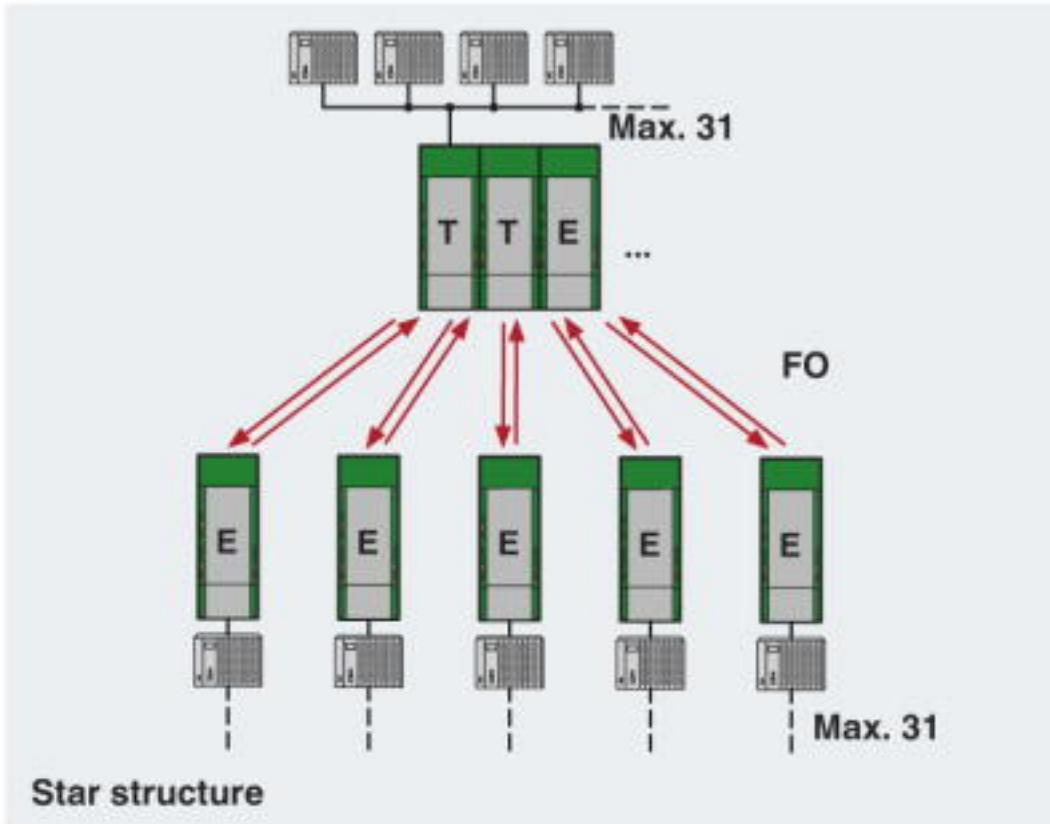 Max. 31
T T E ...
FO
E E E E E
Max. 31
Star structure